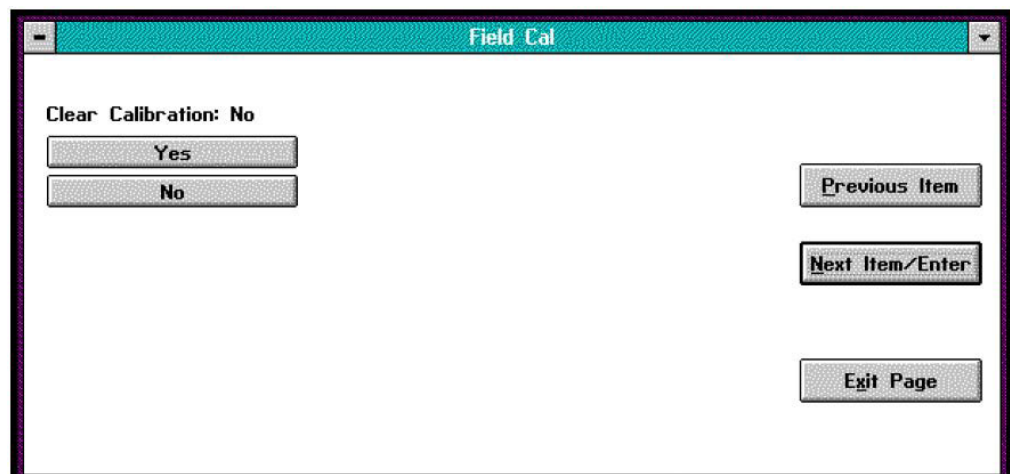 Field Cal
Clear Calibration: No
Yes
No
Previous Item
Next Item/Enter
Exit Page